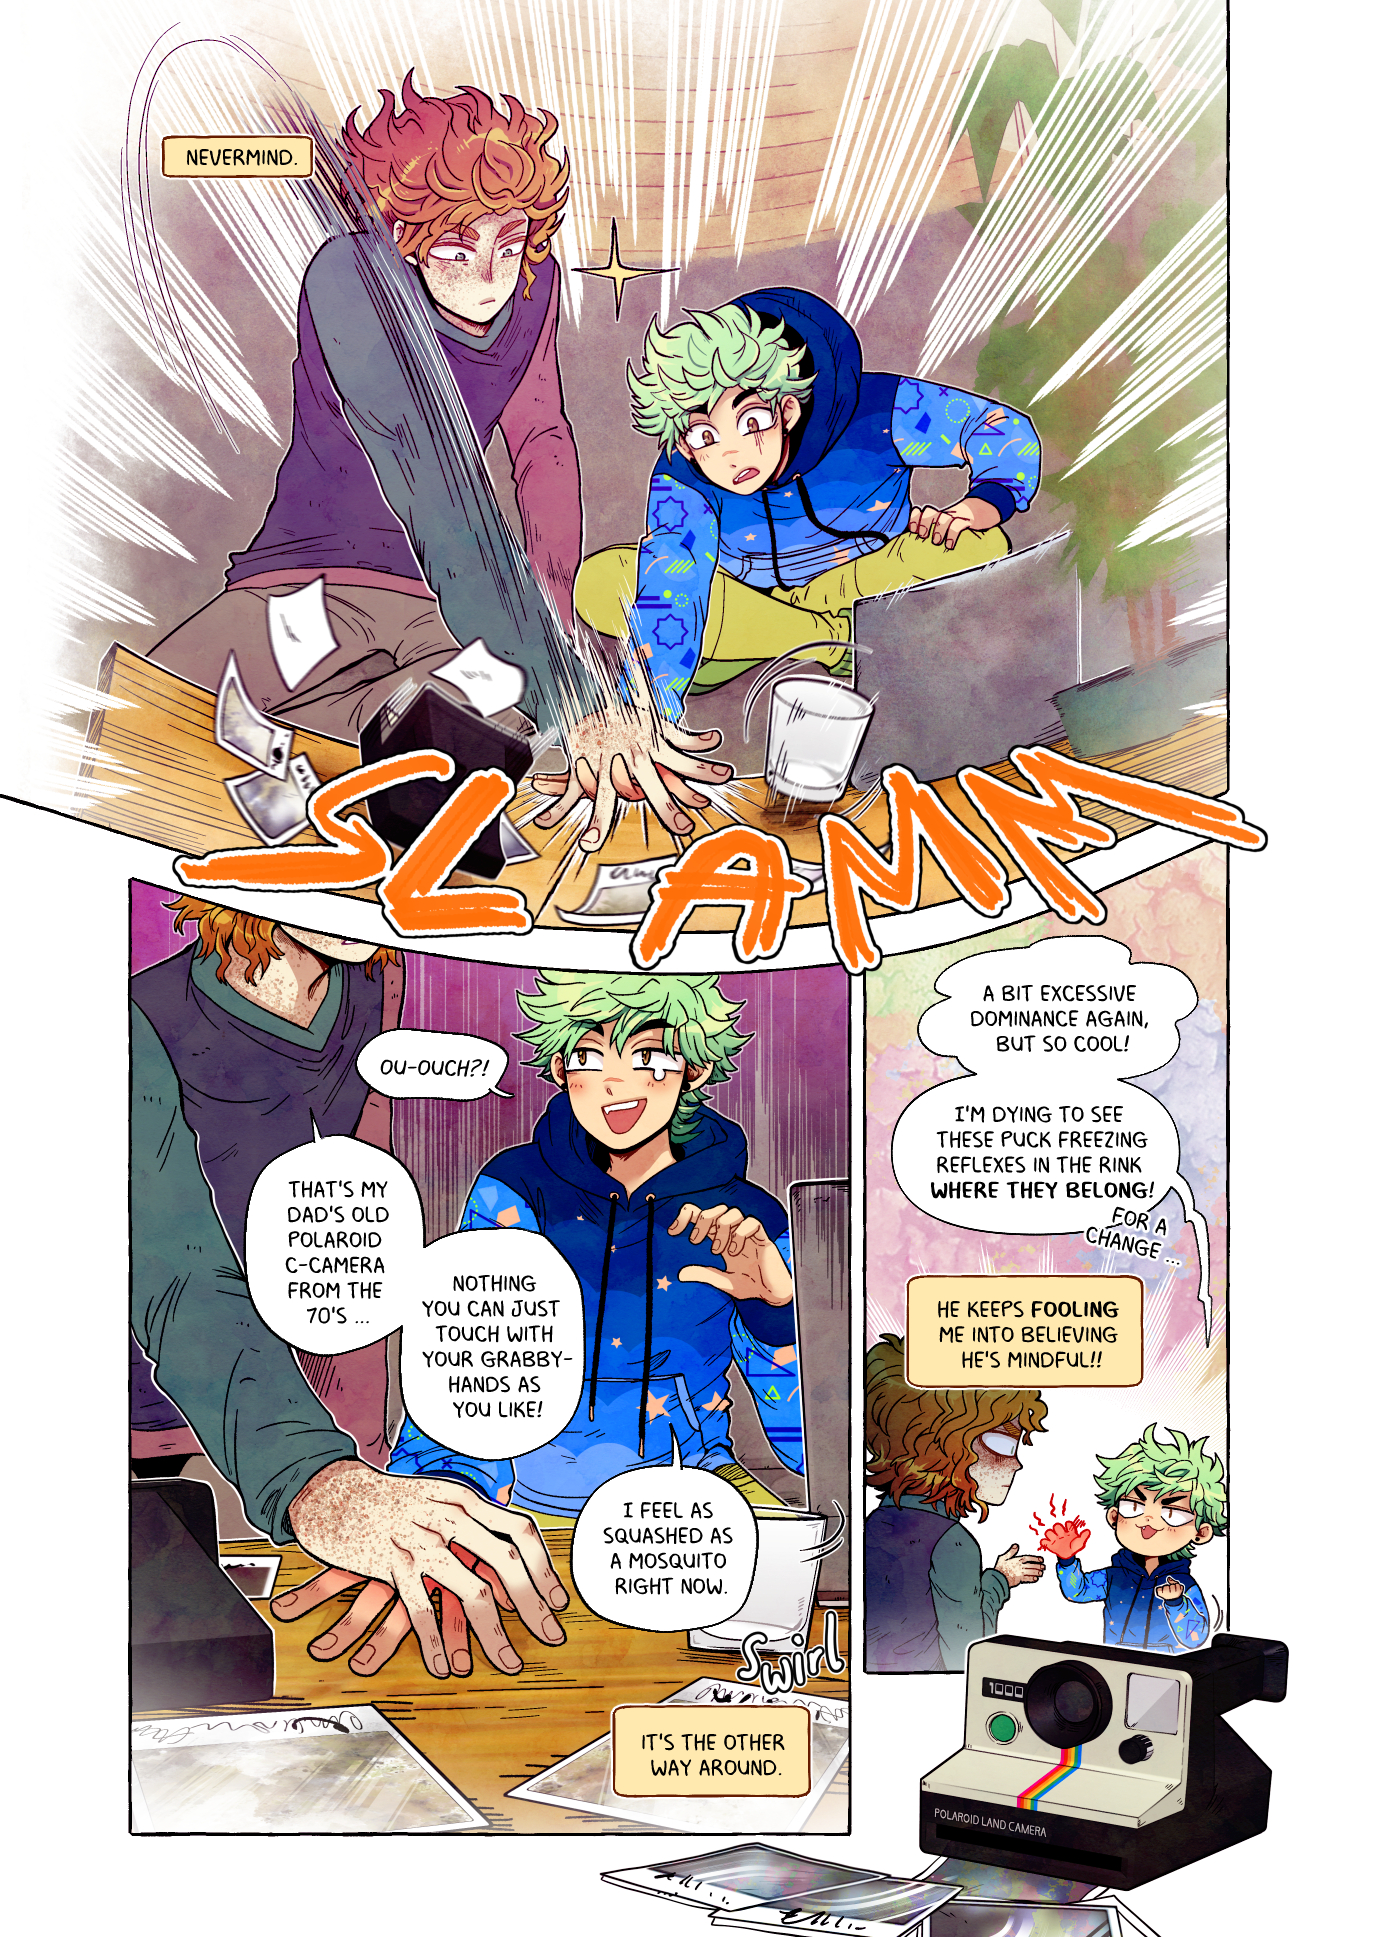 NEVERMIND.
SLAMM
OU-OUCH?!
THAT'S MY
DAD'S OLD
POLAROID
C-CAMERA
FROM THE
70'S ...
NOTHING
YOU CAN JUST
TOUCH WITH
YOUR GRABBY-
HANDS AS
YOU LIKE!
I FEEL AS
SQUASHED AS
A MOSQUITO
RIGHT NOW.
SWIRL
IT'S THE OTHER
WAY AROUND.
A BIT EXCESSIVE
DOMINANCE AGAIN,
BUT SO COOL!
I'M DYING TO SEE
THESE PUCK FREEZING
REFLEXES IN THE RINK
WHERE THEY BELONG!
FOR A
CHANGE ...
HE KEEPS FOOLING
ME INTO BELIEVING
HE'S MINDFUL!!
1000
POLAROID LAND CAMERA